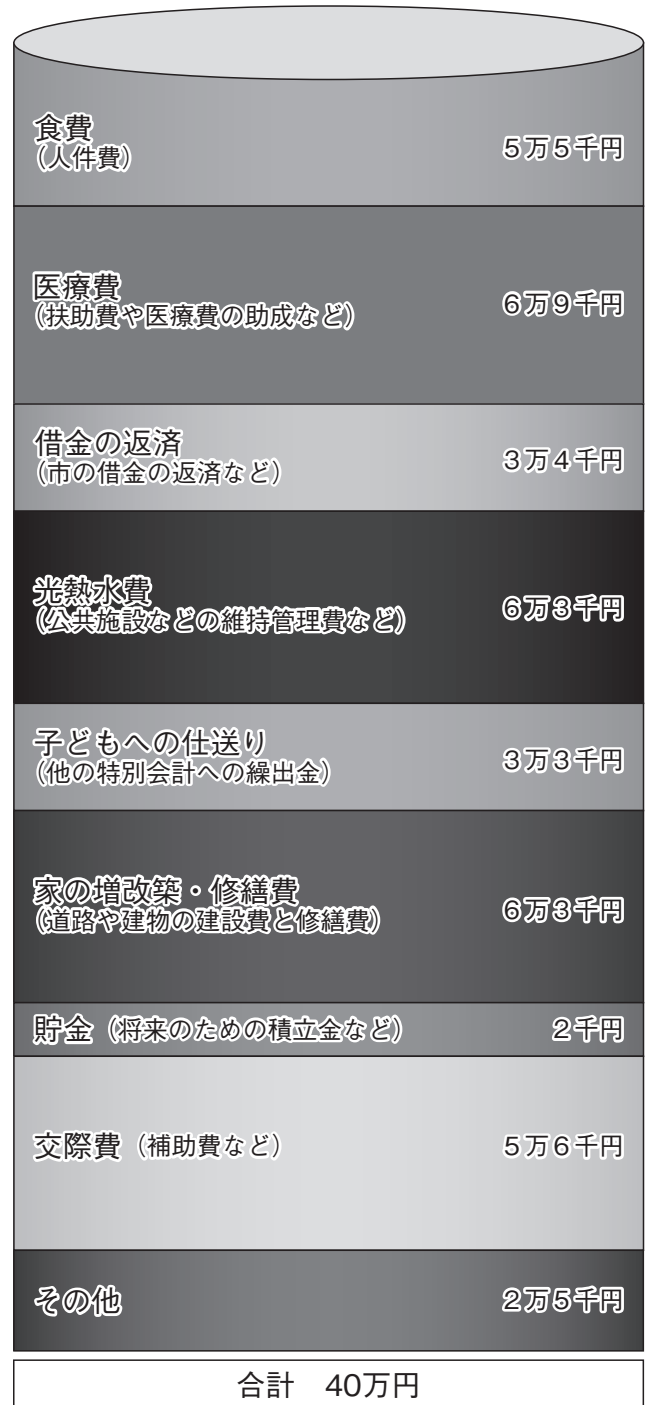 食費
（人件費）
5万5千円
医療費
（扶助費や医療費の助成など）
6万9千円
借金の返済
（市の借金の返済など）
3万4千円
光熱水費
（公共施設などの維持管理費など）
6万3千円
子どもへの仕送り
（他の特別会計への繰出金）
3万3千円
家の増改築・修繕費
（道路や建物の建設費と修繕費）
6万3千円
貯金（将来のための積立金など） 2千円
交際費（補助費など） 5万6千円
その他 2万5千円
合計　40万円